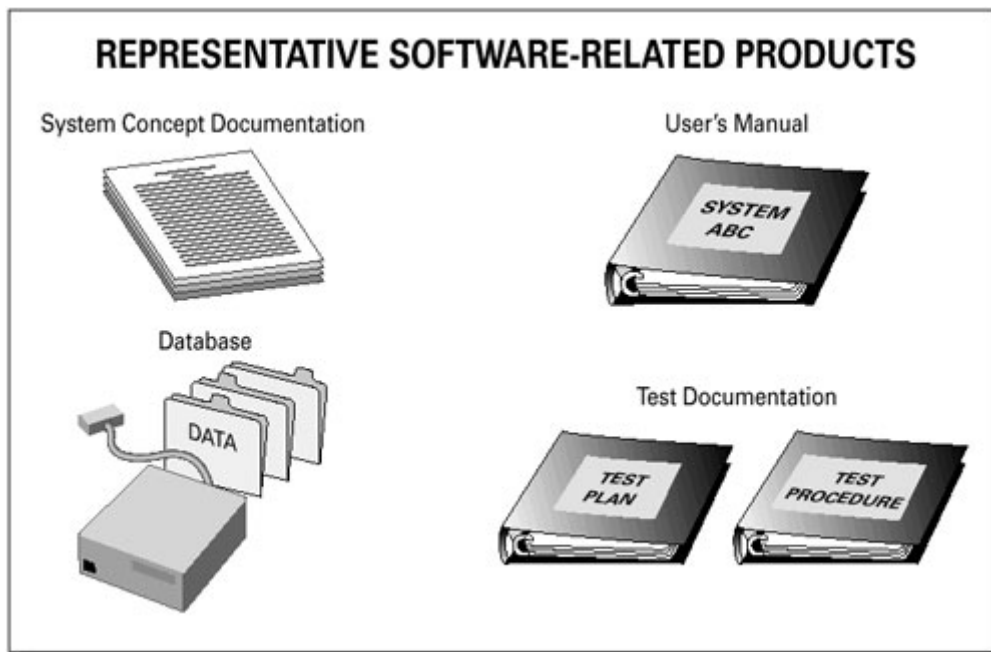 REPRESENTATIVE SOFTWARE-RELATED PRODUCTS
System Concept Documentation
User's Manual
SYSTEM
ABC
Database
DATA
Test Documentation
TEST
PLAN
TEST
PROCEDURE